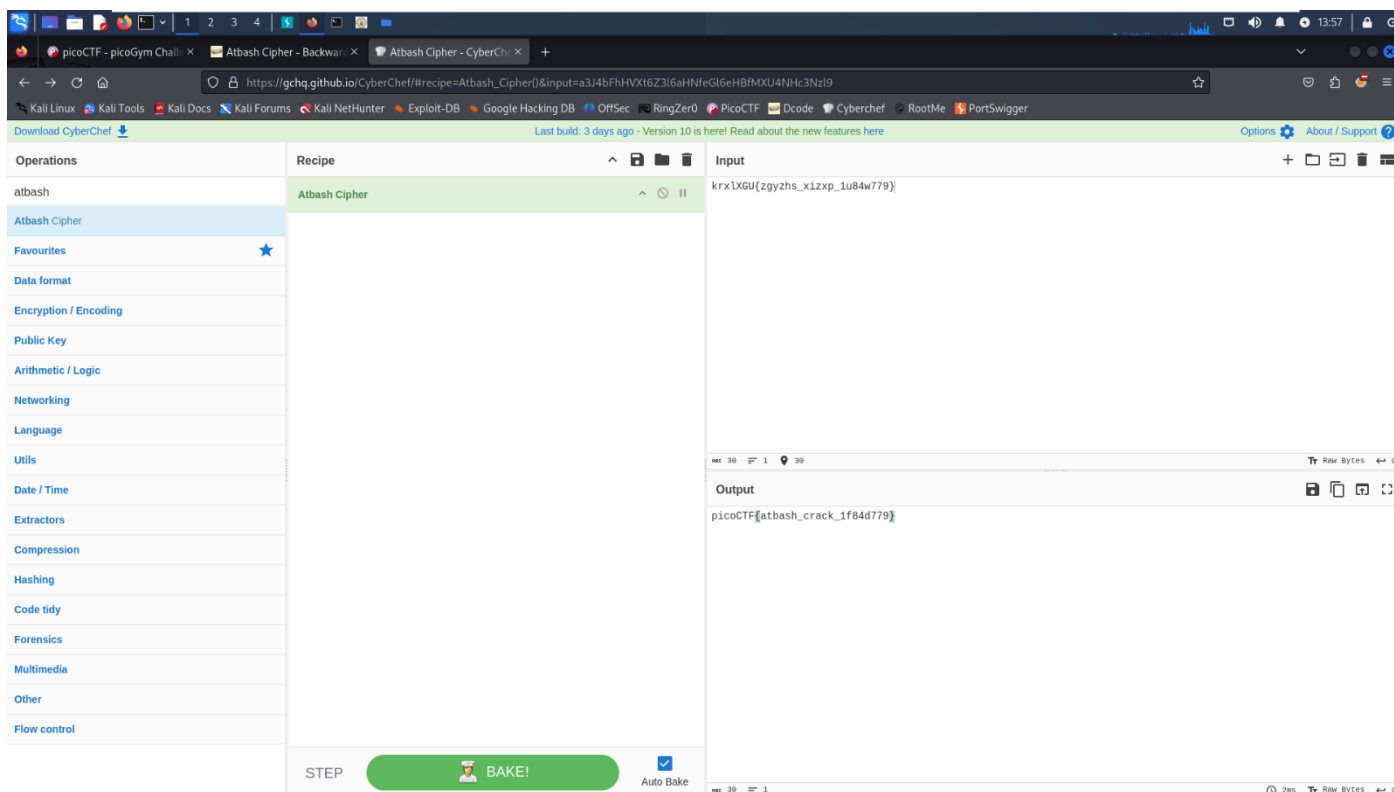 1 2 3 4 13:57
picoCTF - picoGym Chall
Atbash Cipher - Backward
Atbash Cipher - CyberCh
https://gchq.github.io/CyberChef/#recipe=Atbash_Cipher()&input=a3J4bFhHVXt6Z3l6aHNfeGl6eHBfMXU4NHc3Nzl9
Kali Linux Kali Tools Kali Docs Kali Forums Kali NetHunter Exploit-DB Google Hacking DB OffSec RingZer0 PicoCTF Dcode Cyberchef RootMe PortSwigger
Download CyberChef Last build: 3 days ago - Version 10 is here! Read about the new features here Options About / Support
Operations
atbash
Atbash Cipher
Favourites
Data format
Encryption / Encoding
Public Key
Arithmetic / Logic
Networking
Language
Utils
Date / Time
Extractors
Compression
Hashing
Code tidy
Forensics
Multimedia
Other
Flow control
Recipe
Atbash Cipher
STEP
BAKE!
Auto Bake
Input
krxlXGU{zgyzhs_xizxp_1u84w779}
30 1 30 Raw Bytes
Output
picoCTF{atbash_crack_1f84d779}
30 1 2ms Raw Bytes